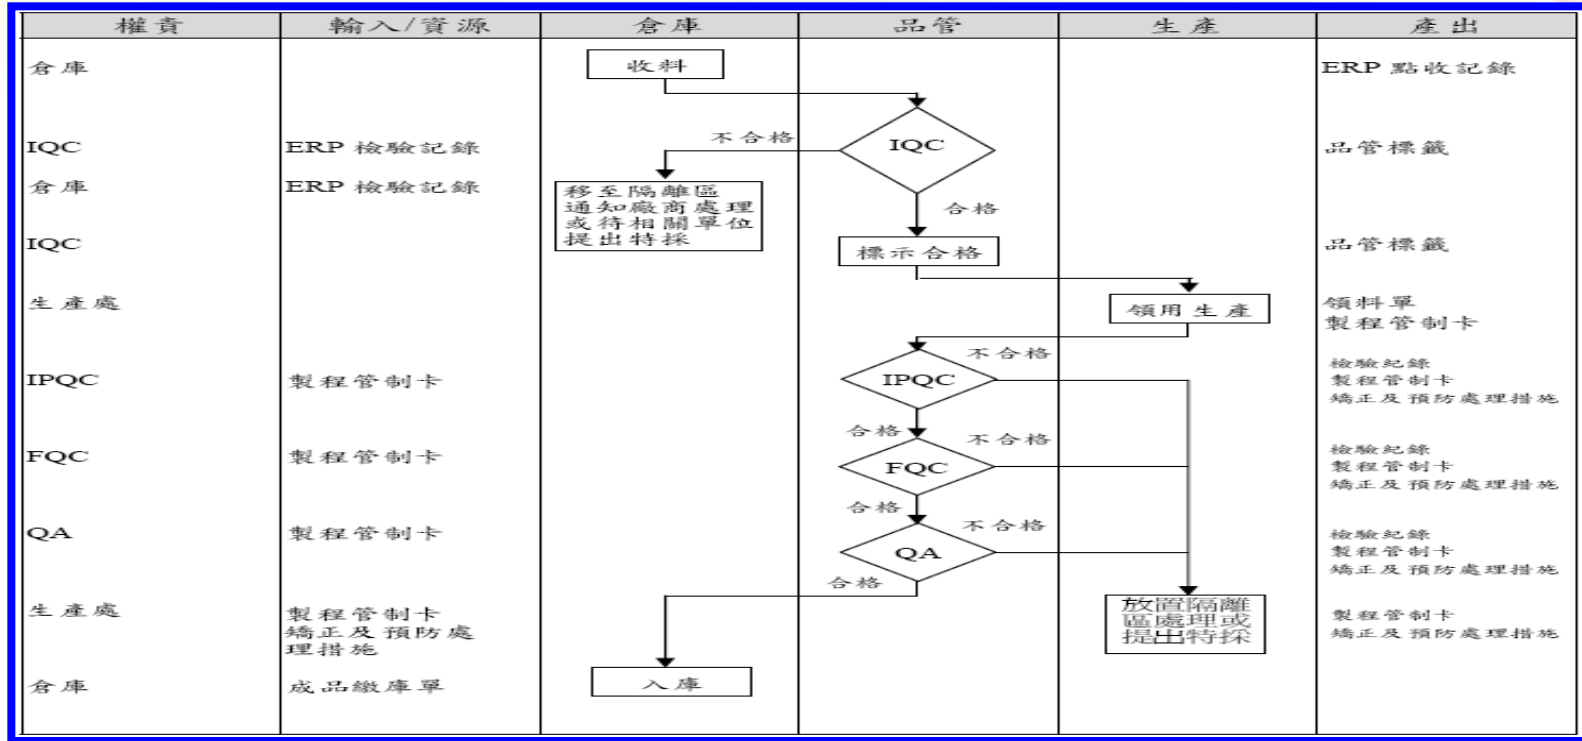 權責 輸入/資源 倉庫 品管 生產 產出
倉庫 收料 ERP 點收記錄
不合格
IQC ERP 檢驗記錄 IQC 品管標籤
倉庫 ERP 檢驗記錄
移至隔離區
通知廠商處理
或待相關單位
提出特採
合格
IQC 標示合格 品管標籤
生產處 領用生產 領料單
製程管制卡
不合格
IPQC 製程管制卡 IPQC 檢驗紀錄
製程管制卡
矯正及預防處理措施
合格 不合格
FQC 製程管制卡 FQC 檢驗紀錄
製程管制卡
矯正及預防處理措施
合格 不合格
QA 製程管制卡 QA 檢驗紀錄
製程管制卡
矯正及預防處理措施
合格
生產處 製程管制卡
矯正及預防處
理措施
放置隔離
區處理或
提出特採
製程管制卡
矯正及預防處理措施
倉庫 成品繳庫單 入庫